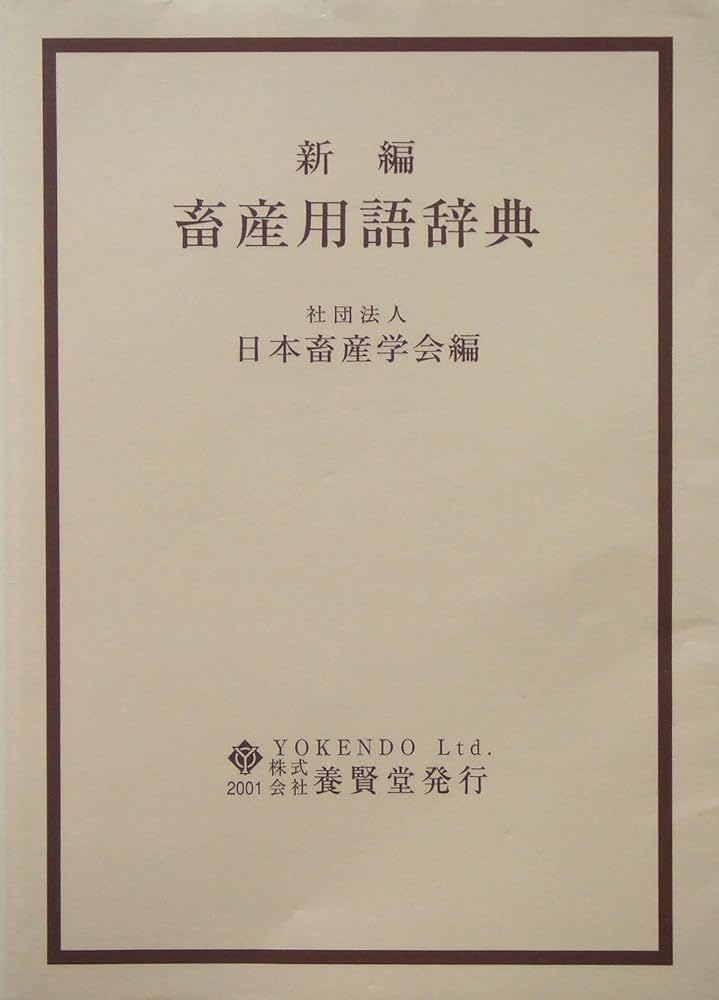 新編
畜産用語辞典
社団法人
日本畜産学会編
YOKENDO Ltd.
2001 株式会社 養賢堂発行